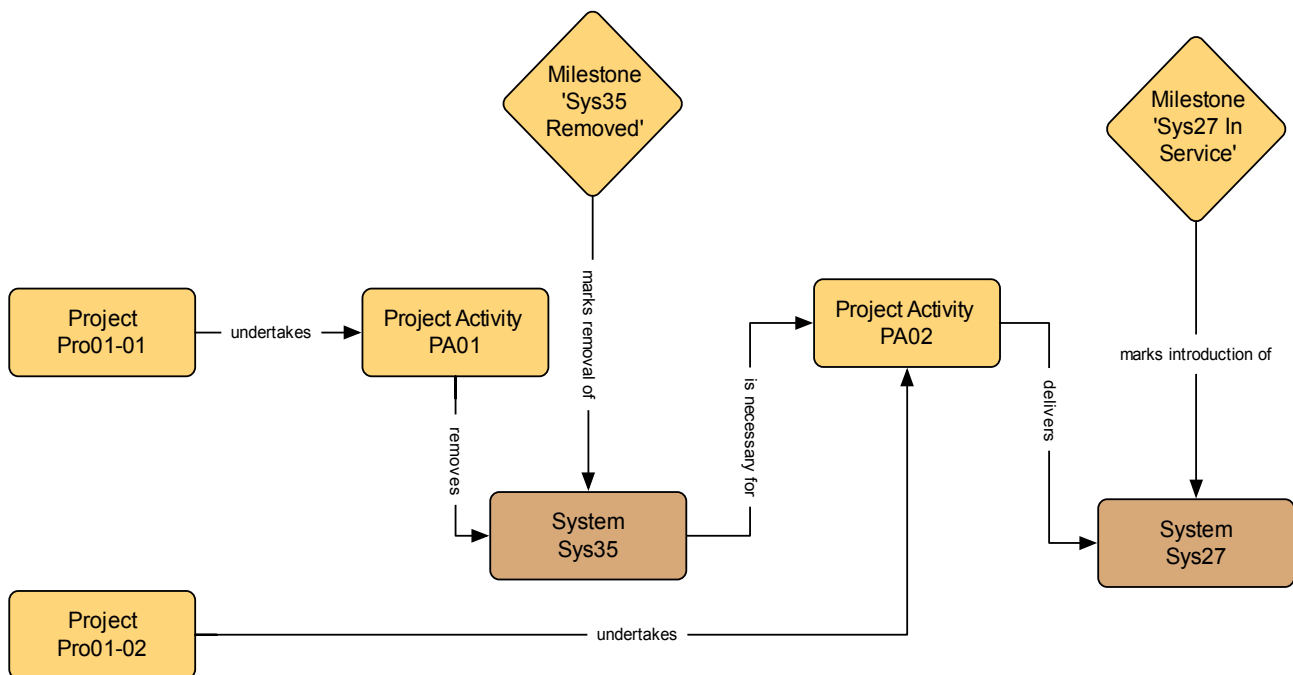 Milestone
'Sys35
Removed'
Milestone
'Sys27 In
Service'
marks removal of
Project
Pro01-01
undertakes
Project Activity
PA01
Project Activity
PA02
marks introduction of
removes
is necessary for
delivers
System
Sys35
System
Sys27
Project
Pro01-02
undertakes